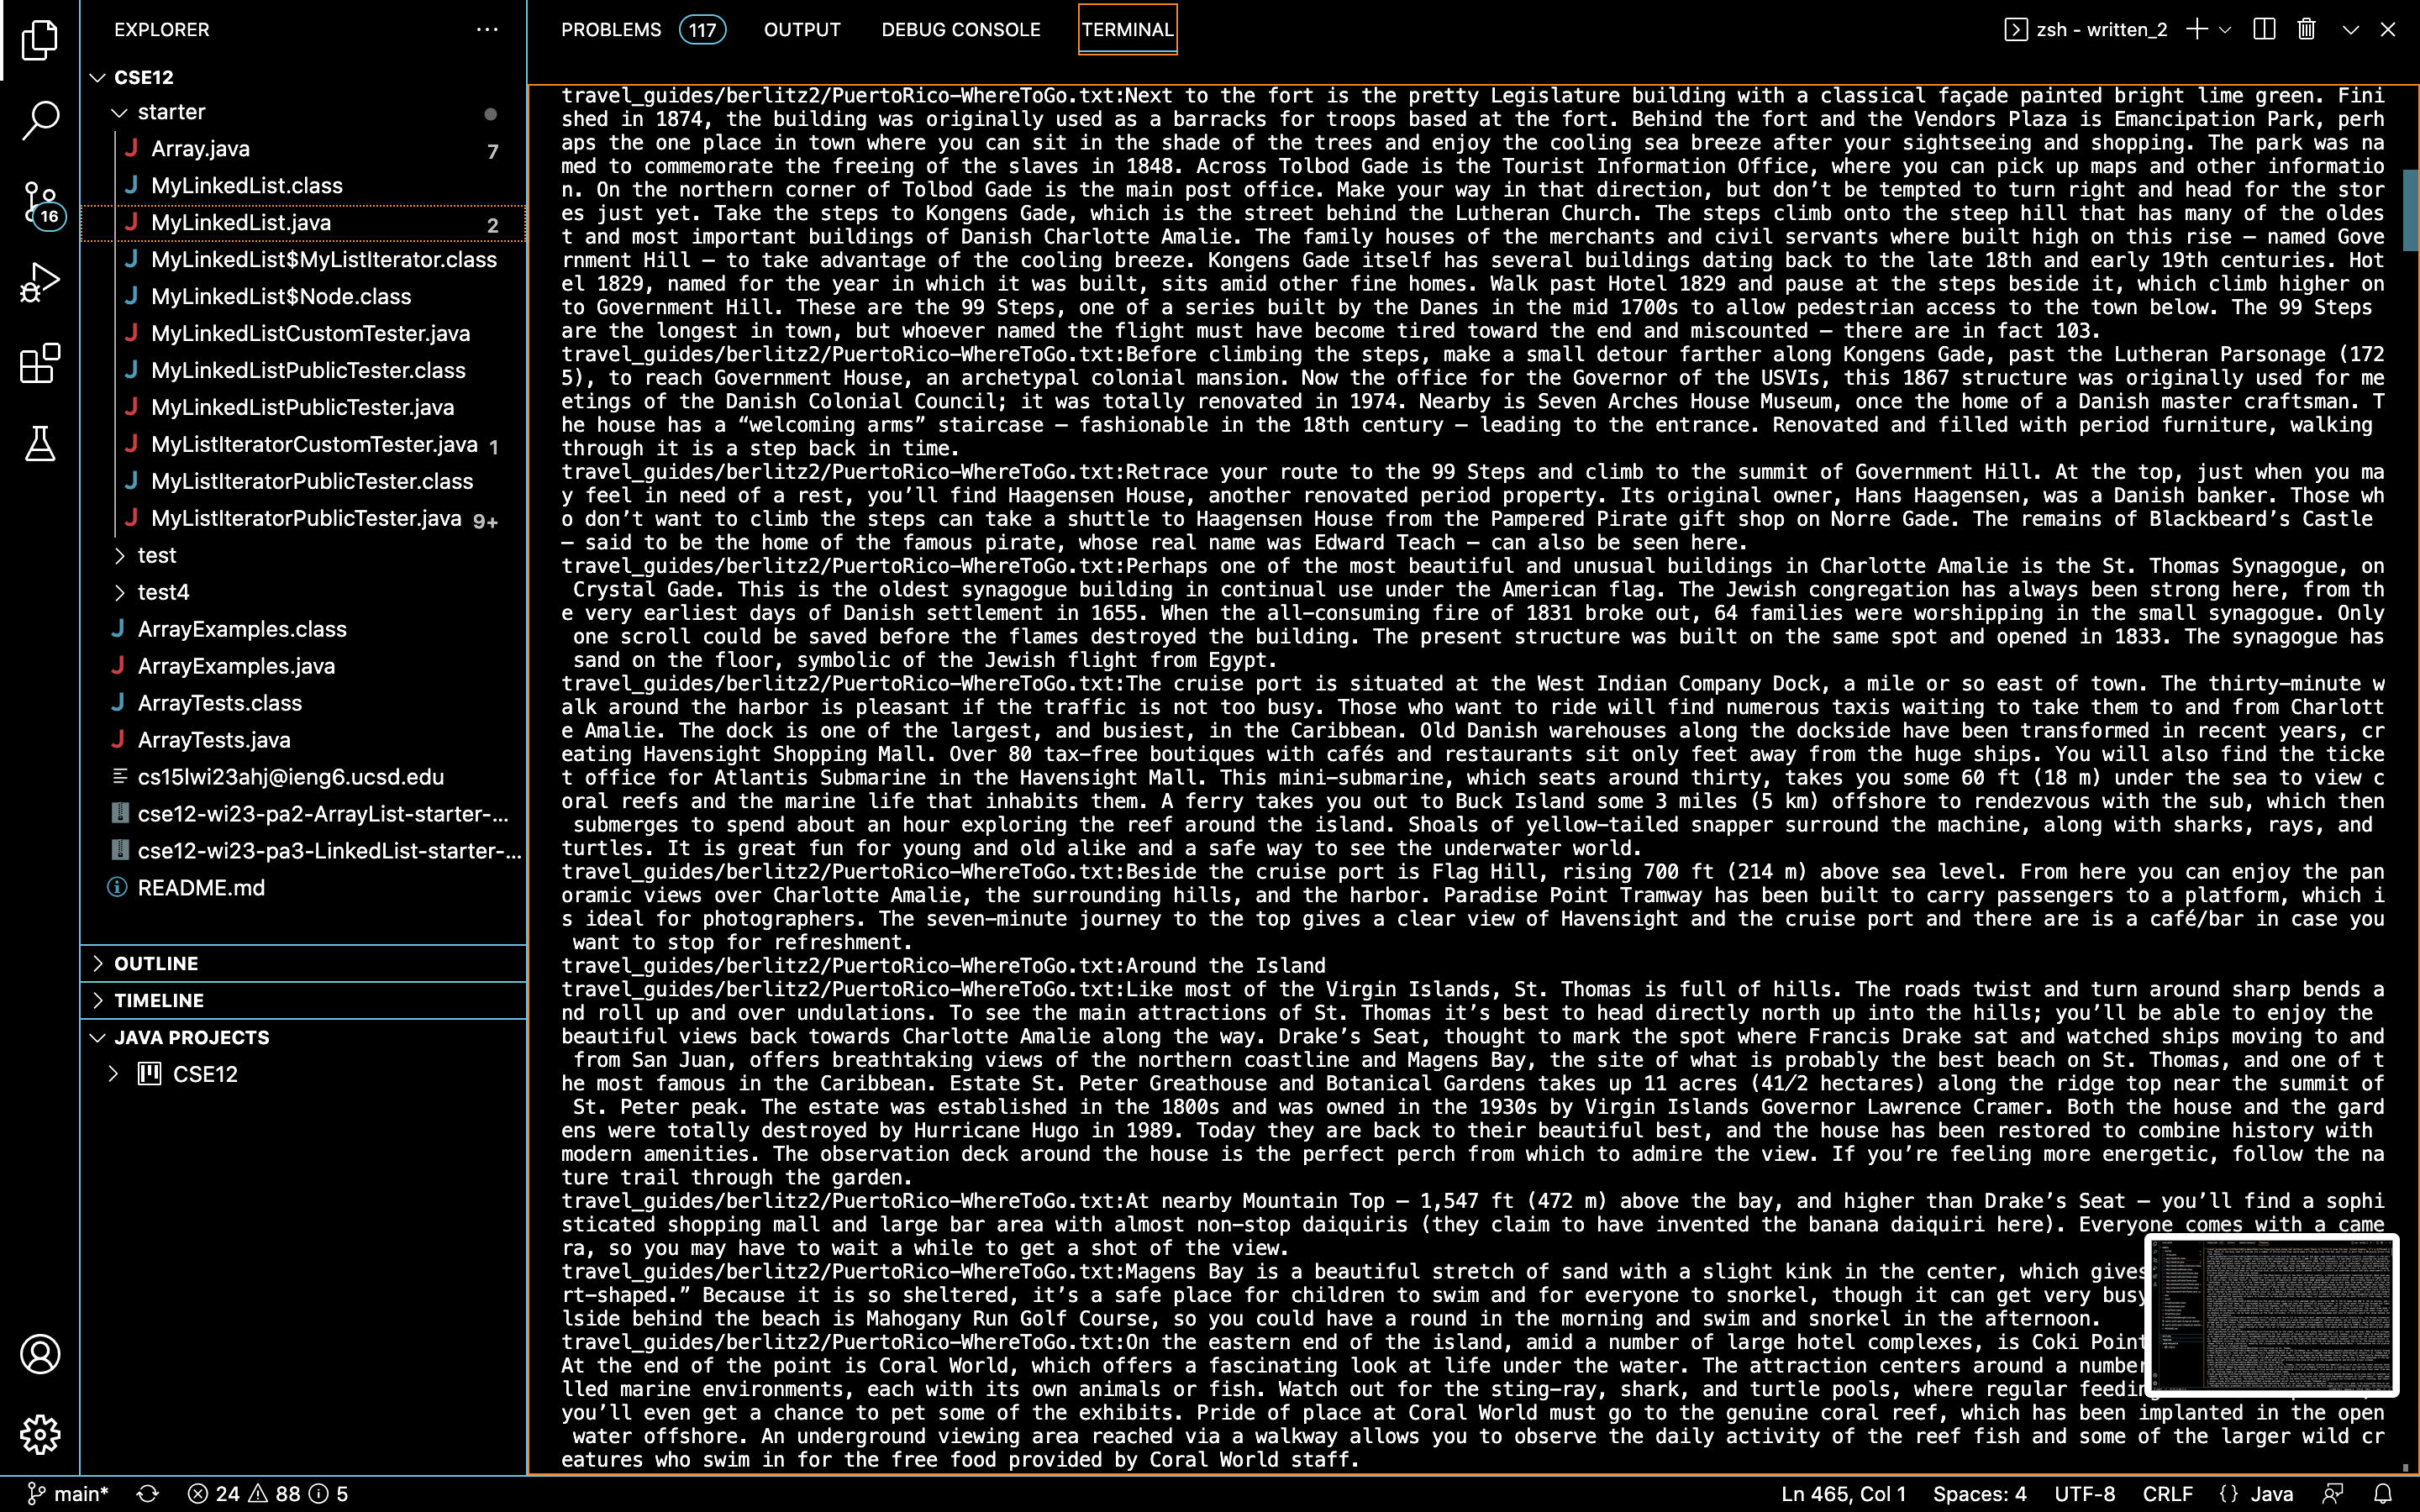 EXPLORER
CSE12
starter
Array.java 7
MyLinkedList.class
MyLinkedList.java 2
MyLinkedList$MyListIterator.class
MyLinkedList$Node.class
MyLinkedListCustomTester.java
MyLinkedListPublicTester.class
MyLinkedListPublicTester.java
MyListIteratorCustomTester.java 1
MyListIteratorPublicTester.class
MyListIteratorPublicTester.java 9+
test
test4
ArrayExamples.class
ArrayExamples.java
ArrayTests.class
ArrayTests.java
cs15lwi23ahj@ieng6.ucsd.edu
cse12-wi23-pa2-ArrayList-starter-...
cse12-wi23-pa3-LinkedList-starter-...
README.md
OUTLINE
TIMELINE
JAVA PROJECTS
CSE12
16
PROBLEMS 117 OUTPUT DEBUG CONSOLE TERMINAL
zsh - written_2
travel_guides/berlitz2/PuertoRico-WhereToGo.txt:Next to the fort is the pretty Legislature building with a classical façade painted bright lime green. Fini
shed in 1874, the building was originally used as a barracks for troops based at the fort. Behind the fort and the Vendors Plaza is Emancipation Park, perh
aps the one place in town where you can sit in the shade of the trees and enjoy the cooling sea breeze after your sightseeing and shopping. The park was na
med to commemorate the freeing of the slaves in 1848. Across Tolbod Gade is the Tourist Information Office, where you can pick up maps and other informatio
n. On the northern corner of Tolbod Gade is the main post office. Make your way in that direction, but don’t be tempted to turn right and head for the stor
es just yet. Take the steps to Kongens Gade, which is the street behind the Lutheran Church. The steps climb onto the steep hill that has many of the oldes
t and most important buildings of Danish Charlotte Amalie. The family houses of the merchants and civil servants where built high on this rise — named Gove
rnment Hill — to take advantage of the cooling breeze. Kongens Gade itself has several buildings dating back to the late 18th and early 19th centuries. Hot
el 1829, named for the year in which it was built, sits amid other fine homes. Walk past Hotel 1829 and pause at the steps beside it, which climb higher on
to Government Hill. These are the 99 Steps, one of a series built by the Danes in the mid 1700s to allow pedestrian access to the town below. The 99 Steps
are the longest in town, but whoever named the flight must have become tired toward the end and miscounted — there are in fact 103.
travel_guides/berlitz2/PuertoRico-WhereToGo.txt:Before climbing the steps, make a small detour farther along Kongens Gade, past the Lutheran Parsonage (172
5), to reach Government House, an archetypal colonial mansion. Now the office for the Governor of the USVIs, this 1867 structure was originally used for me
etings of the Danish Colonial Council; it was totally renovated in 1974. Nearby is Seven Arches House Museum, once the home of a Danish master craftsman. T
he house has a “welcoming arms” staircase — fashionable in the 18th century — leading to the entrance. Renovated and filled with period furniture, walking
through it is a step back in time.
travel_guides/berlitz2/PuertoRico-WhereToGo.txt:Retrace your route to the 99 Steps and climb to the summit of Government Hill. At the top, just when you ma
y feel in need of a rest, you’ll find Haagensen House, another renovated period property. Its original owner, Hans Haagensen, was a Danish banker. Those wh
o don’t want to climb the steps can take a shuttle to Haagensen House from the Pampered Pirate gift shop on Norre Gade. The remains of Blackbeard’s Castle
— said to be the home of the famous pirate, whose real name was Edward Teach — can also be seen here.
travel_guides/berlitz2/PuertoRico-WhereToGo.txt:Perhaps one of the most beautiful and unusual buildings in Charlotte Amalie is the St. Thomas Synagogue, on
Crystal Gade. This is the oldest synagogue building in continual use under the American flag. The Jewish congregation has always been strong here, from th
e very earliest days of Danish settlement in 1655. When the all-consuming fire of 1831 broke out, 64 families were worshipping in the small synagogue. Only
one scroll could be saved before the flames destroyed the building. The present structure was built on the same spot and opened in 1833. The synagogue has
sand on the floor, symbolic of the Jewish flight from Egypt.
travel_guides/berlitz2/PuertoRico-WhereToGo.txt:The cruise port is situated at the West Indian Company Dock, a mile or so east of town. The thirty-minute w
alk around the harbor is pleasant if the traffic is not too busy. Those who want to ride will find numerous taxis waiting to take them to and from Charlott
e Amalie. The dock is one of the largest, and busiest, in the Caribbean. Old Danish warehouses along the dockside have been transformed in recent years, cr
eating Havensight Shopping Mall. Over 80 tax-free boutiques with cafés and restaurants sit only feet away from the huge ships. You will also find the ticke
t office for Atlantis Submarine in the Havensight Mall. This mini-submarine, which seats around thirty, takes you some 60 ft (18 m) under the sea to view c
oral reefs and the marine life that inhabits them. A ferry takes you out to Buck Island some 3 miles (5 km) offshore to rendezvous with the sub, which then
submerges to spend about an hour exploring the reef around the island. Shoals of yellow-tailed snapper surround the machine, along with sharks, rays, and
turtles. It is great fun for young and old alike and a safe way to see the underwater world.
travel_guides/berlitz2/PuertoRico-WhereToGo.txt:Beside the cruise port is Flag Hill, rising 700 ft (214 m) above sea level. From here you can enjoy the pan
oramic views over Charlotte Amalie, the surrounding hills, and the harbor. Paradise Point Tramway has been built to carry passengers to a platform, which i
s ideal for photographers. The seven-minute journey to the top gives a clear view of Havensight and the cruise port and there are is a café/bar in case you
want to stop for refreshment.
travel_guides/berlitz2/PuertoRico-WhereToGo.txt:Around the Island
travel_guides/berlitz2/PuertoRico-WhereToGo.txt:Like most of the Virgin Islands, St. Thomas is full of hills. The roads twist and turn around sharp bends a
nd roll up and over undulations. To see the main attractions of St. Thomas it’s best to head directly north up into the hills; you’ll be able to enjoy the
beautiful views back towards Charlotte Amalie along the way. Drake’s Seat, thought to mark the spot where Francis Drake sat and watched ships moving to and
from San Juan, offers breathtaking views of the northern coastline and Magens Bay, the site of what is probably the best beach on St. Thomas, and one of t
he most famous in the Caribbean. Estate St. Peter Greathouse and Botanical Gardens takes up 11 acres (41/2 hectares) along the ridge top near the summit of
St. Peter peak. The estate was established in the 1800s and was owned in the 1930s by Virgin Islands Governor Lawrence Cramer. Both the house and the gard
ens were totally destroyed by Hurricane Hugo in 1989. Today they are back to their beautiful best, and the house has been restored to combine history with
modern amenities. The observation deck around the house is the perfect perch from which to admire the view. If you’re feeling more energetic, follow the na
ture trail through the garden.
travel_guides/berlitz2/PuertoRico-WhereToGo.txt:At nearby Mountain Top — 1,547 ft (472 m) above the bay, and higher than Drake’s Seat — you’ll find a sophi
sticated shopping mall and large bar area with almost non-stop daiquiris (they claim to have invented the banana daiquiri here). Everyone comes with a came
ra, so you may have to wait a while to get a shot of the view.
travel_guides/berlitz2/PuertoRico-WhereToGo.txt:Magens Bay is a beautiful stretch of sand with a slight kink in the center, which gives
rt-shaped.” Because it is so sheltered, it’s a safe place for children to swim and for everyone to snorkel, though it can get very busy
lside behind the beach is Mahogany Run Golf Course, so you could have a round in the morning and swim and snorkel in the afternoon.
travel_guides/berlitz2/PuertoRico-WhereToGo.txt:On the eastern end of the island, amid a number of large hotel complexes, is Coki Point
At the end of the point is Coral World, which offers a fascinating look at life under the water. The attraction centers around a number
lled marine environments, each with its own animals or fish. Watch out for the sting-ray, shark, and turtle pools, where regular feedin
you’ll even get a chance to pet some of the exhibits. Pride of place at Coral World must go to the genuine coral reef, which has been implanted in the open
water offshore. An underground viewing area reached via a walkway allows you to observe the daily activity of the reef fish and some of the larger wild cr
eatures who swim in for the free food provided by Coral World staff.
main* 24 88 5 Ln 465, Col 1 Spaces: 4 UTF-8 CRLF {} Java